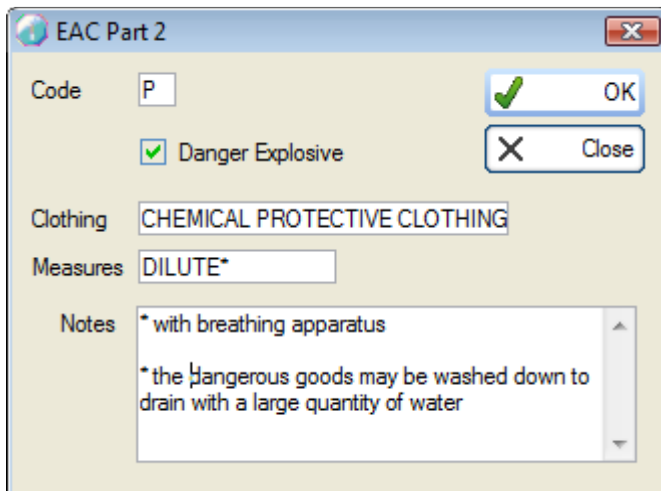 EAC Part 2
Code P
OK
Danger Explosive
Close
Clothing CHEMICAL PROTECTIVE CLOTHING
Measures DILUTE*
Notes * with breathing apparatus
* the dangerous goods may be washed down to
drain with a large quantity of water